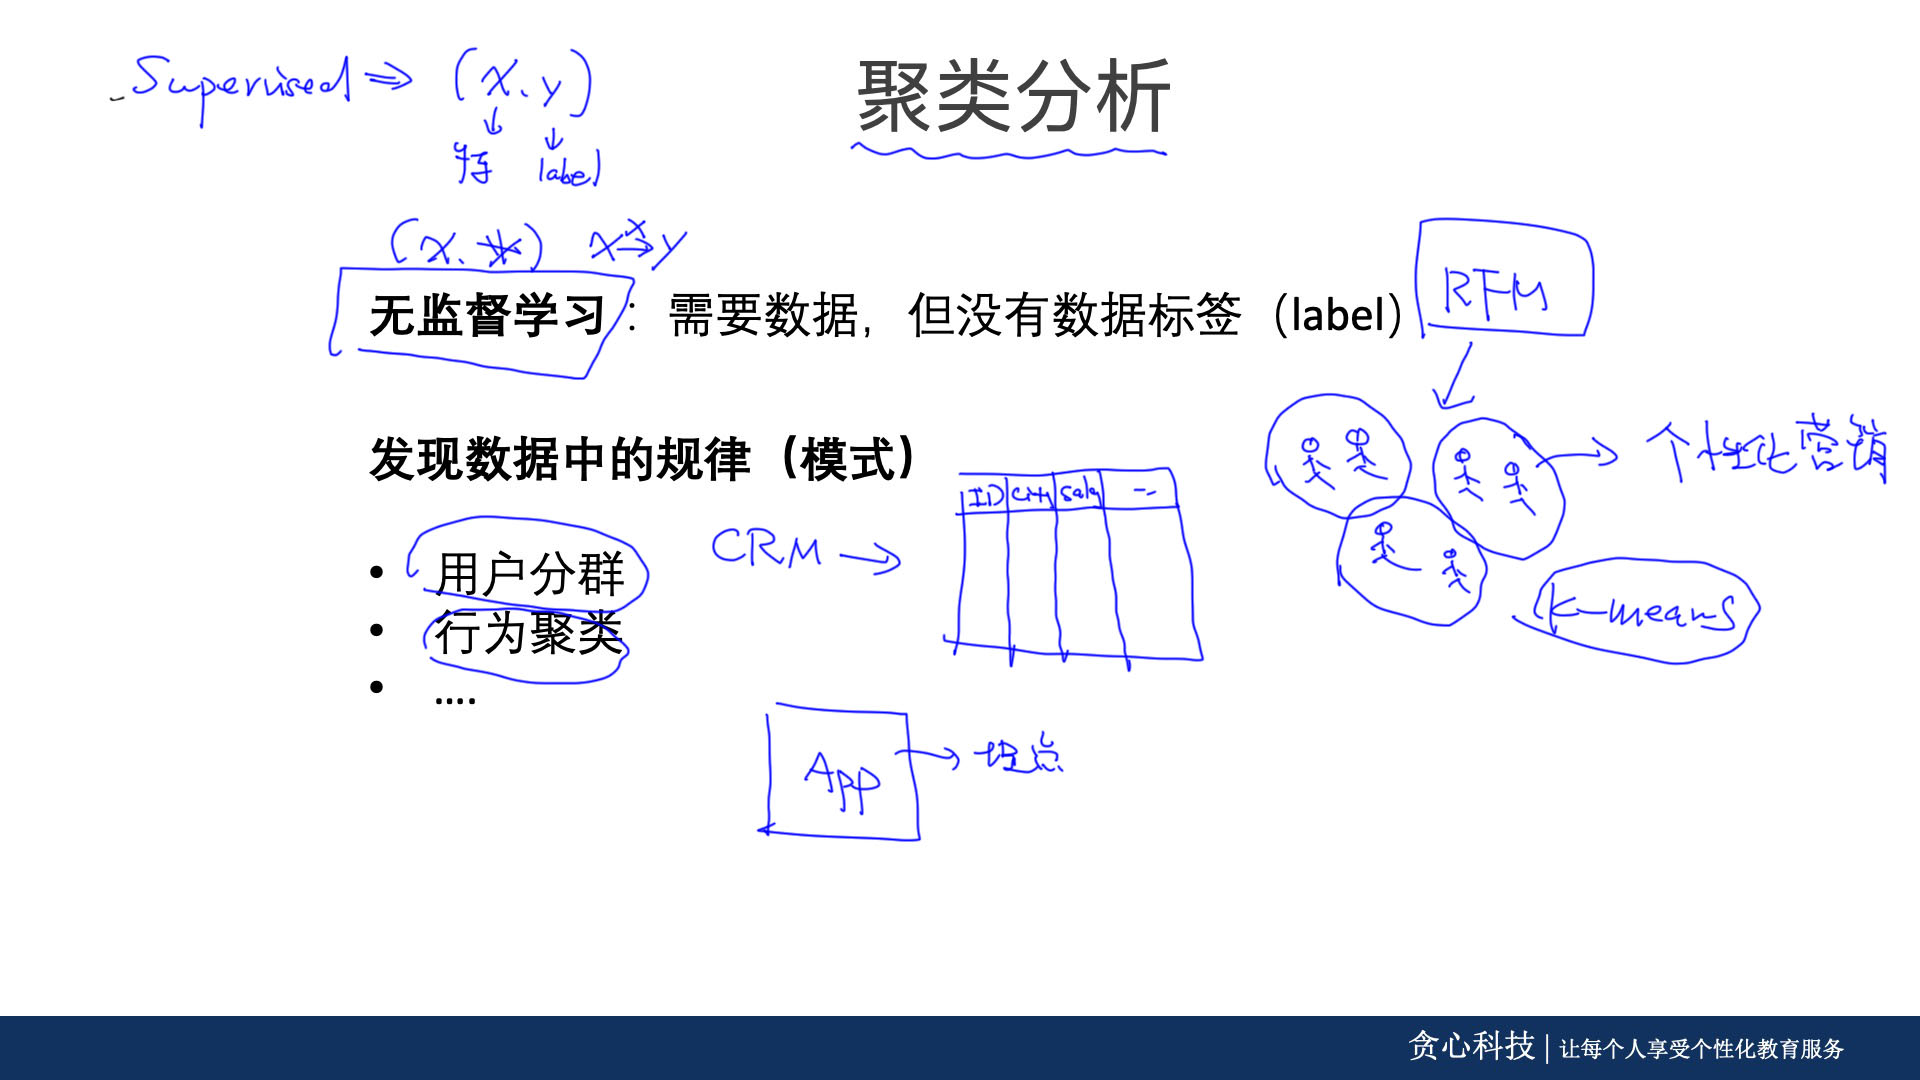 Supervised ⇒ (x, y)
label
聚类分析
(x, y) x → y
无监督学习：需要数据，但没有数据标签（label）
RFM
发现数据中的规律（模式）
个性化营销
ID city salary --
CRM →
• 用户分群
• 行为聚类
• ....
k-means
App → 埋点
贪心科技 | 让每个人享受个性化教育服务